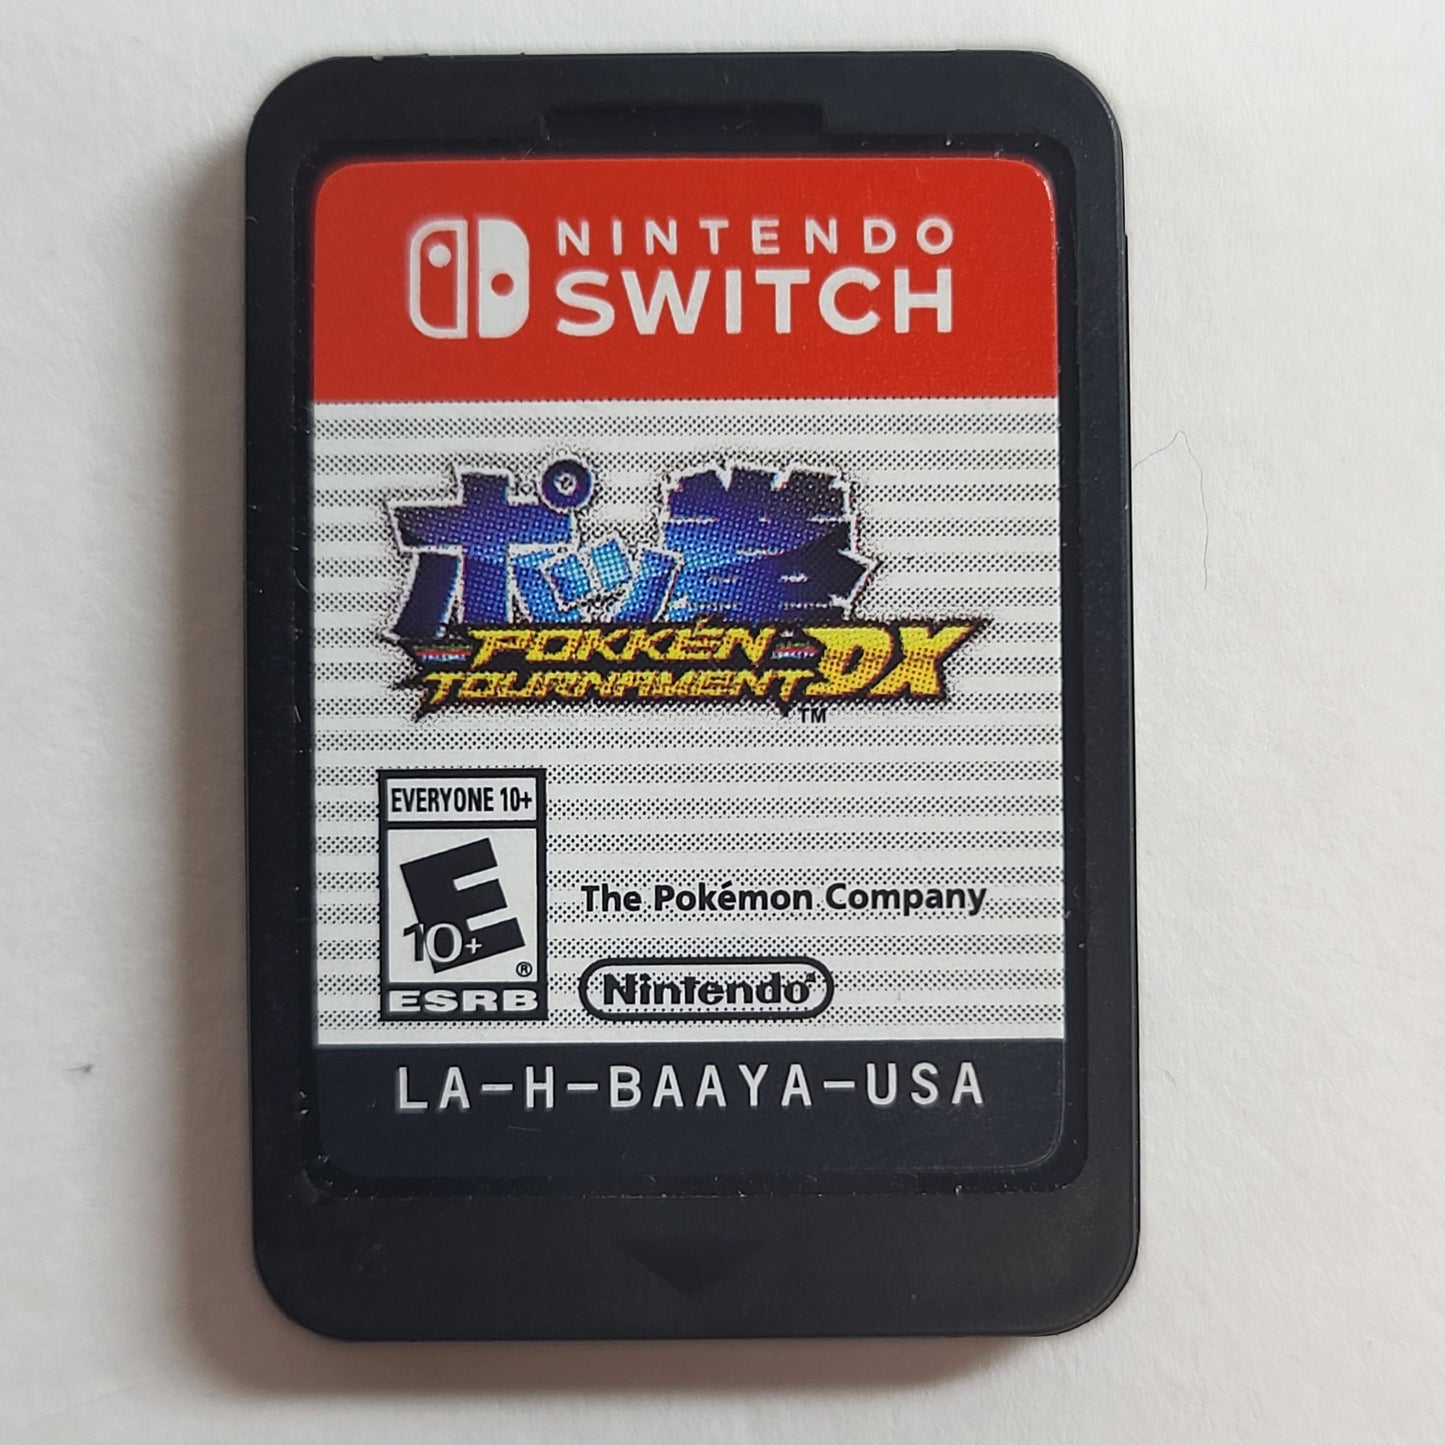 NINTENDO
SWITCH
ポッ拳
POKKÉN
TOURNAMENT DX
TM
EVERYONE 10+
E
10+
®
ESRB
The Pokémon Company
Nintendo®
LA-H-BAAYA-USA